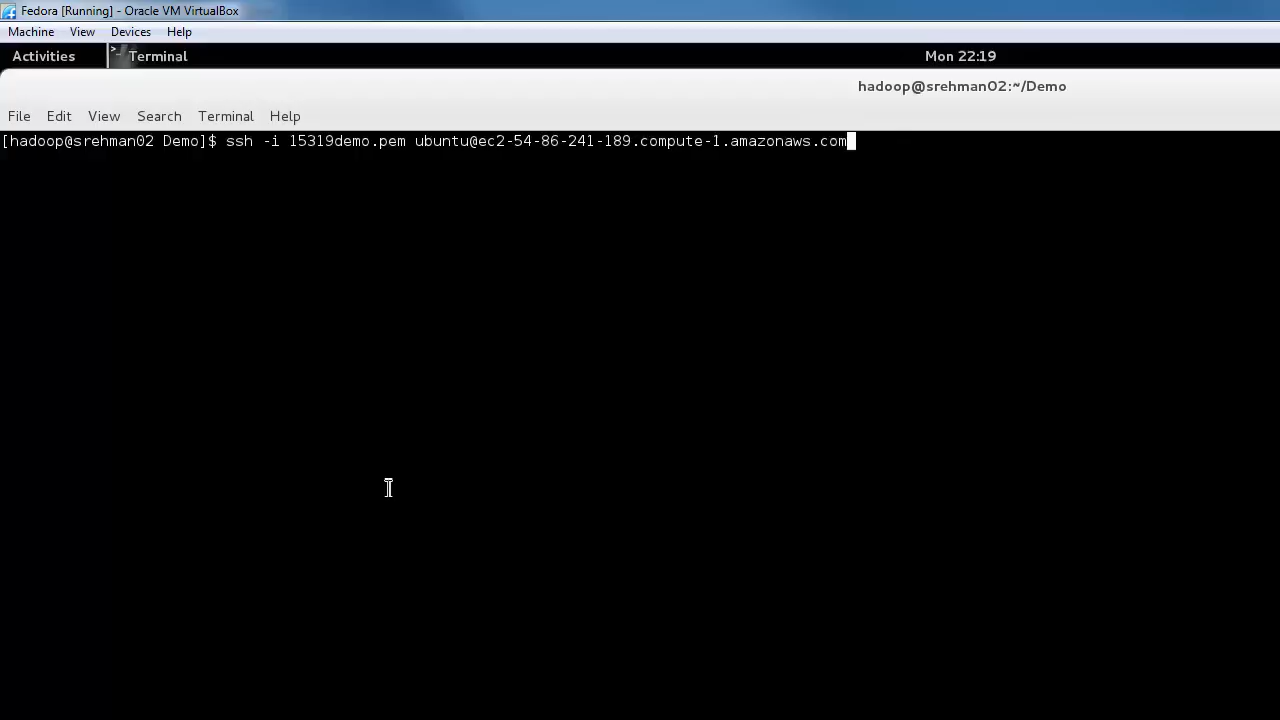 Fedora [Running] - Oracle VM VirtualBox
Machine View Devices Help
Activities Terminal Mon 22:19
hadoop@srehman02:~/Demo
File Edit View Search Terminal Help
[hadoop@srehman02 Demo]$ ssh -i 15319demo.pem ubuntu@ec2-54-86-241-189.compute-1.amazonaws.com